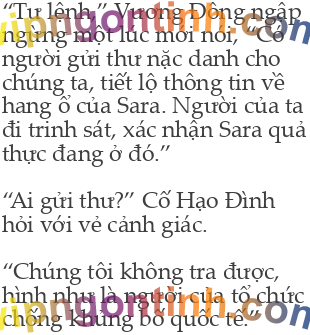 “Tư lệnh,” Vương Đông ngập
ngừng một lúc mới nói, “Có
người gửi thư nặc danh cho
chúng ta, tiết lộ thông tin về
hang ổ của Sara. Người của ta
đi trinh sát, xác nhận Sara quả
thực đang ở đó.”
“Ai gửi thư?” Cố Hạo Đình
hỏi với vẻ cảnh giác.
“Chúng tôi không tra được,
hình như là người của tổ chức
chống khủng bố quốc tế.”
vipngontinh.com
vipngontinh.com